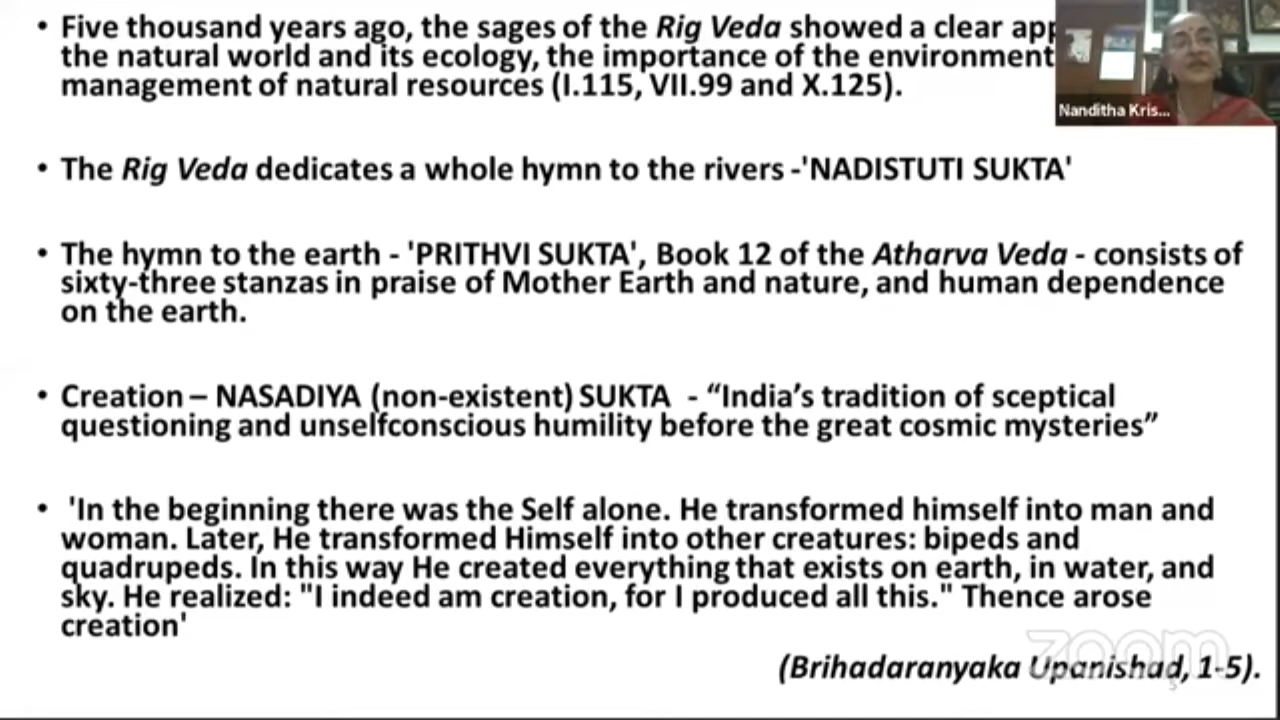 • Five thousand years ago, the sages of the Rig Veda showed a clear
the natural world and its ecology, the importance of the environment
management of natural resources (I.115, VII.99 and X.125).
Nanditha Kris...
• The Rig Veda dedicates a whole hymn to the rivers -'NADISTUTI SUKTA'
• The hymn to the earth - 'PRITHVI SUKTA', Book 12 of the Atharva Veda - consists of
sixty-three stanzas in praise of Mother Earth and nature, and human dependence
on the earth.
• Creation – NASADIYA (non-existent) SUKTA - “India’s tradition of sceptical
questioning and unselfconscious humility before the great cosmic mysteries”
• 'In the beginning there was the Self alone. He transformed himself into man and
woman. Later, He transformed Himself into other creatures: bipeds and
quadrupeds. In this way He created everything that exists on earth, in water, and
sky. He realized: "I indeed am creation, for I produced all this." Thence arose
creation'
zoom
(Brihadaranyaka Upanishad, 1-5).